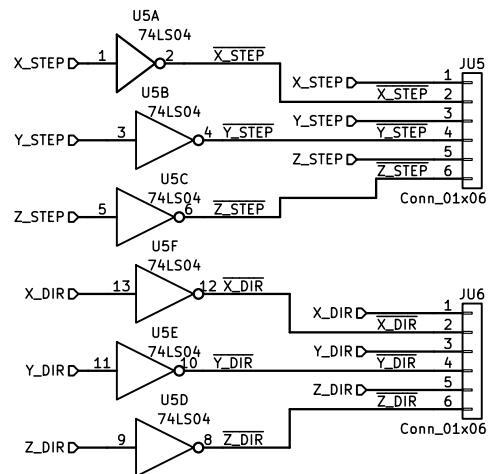 U5A
74LS04
X_STEP 1 2 X_STEP
JU5
X_STEP 1
X_STEP 2
U5B
74LS04
Y_STEP 3
Y_STEP 3 4 Y_STEP Y_STEP 4
Z_STEP 5
U5C
74LS04
Z_STEP 6
Z_STEP 5 6 Z_STEP
Conn_01x06
U5F
74LS04
X_DIR 13 12 X_DIR
JU6
X_DIR 1
X_DIR 2
U5E
74LS04
Y_DIR 3
Y_DIR 11 10 Y_DIR Y_DIR 4
Z_DIR 5
U5D
74LS04
Z_DIR 6
Conn_01x06
Z_DIR 9 8 Z_DIR